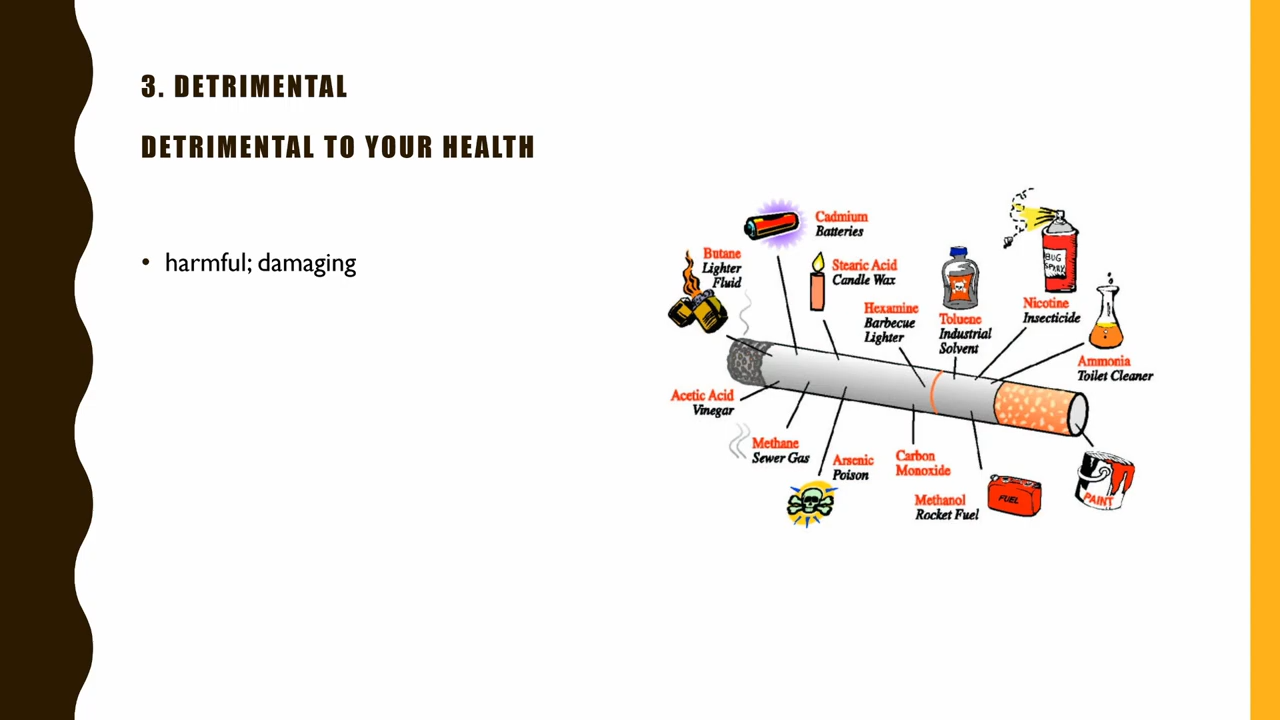 3. DETRIMENTAL
DETRIMENTAL TO YOUR HEALTH
• harmful; damaging
Cadmium
Batteries
Butane
Lighter
Fluid
Stearic Acid
Candle Wax
Hexamine
Barbecue
Lighter
Toluene
Industrial
Solvent
BUG
SPRAY
Nicotine
Insecticide
Ammonia
Toilet Cleaner
Acetic Acid
Vinegar
Methane
Sewer Gas
Arsenic
Poison
Carbon
Monoxide
Methanol
Rocket Fuel
FUEL
PAINT